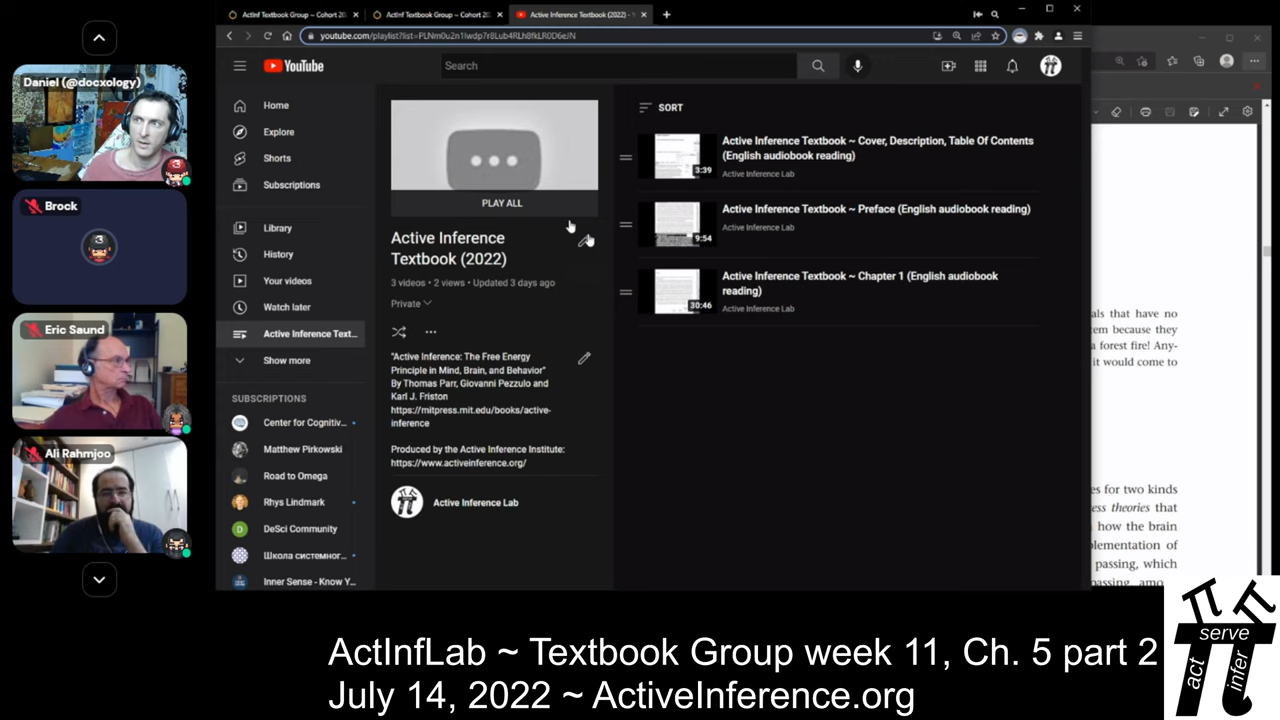 ActInf Textbook Group ~ Cohort 20
ActInf Textbook Group ~ Cohort 20
Active Inference Textbook (2022) -
youtube.com/playlist?list=PLNm0u2n1Iwdp7r8Lub4RLh8fkLR0D6eJN
YouTube
Search
Home
Explore
Shorts
Subscriptions
Library
History
Your videos
Watch later
Active Inference Text...
Show more
SUBSCRIPTIONS
Center for Cognitiv...
Matthew Pirkowski
Road to Omega
Rhys Lindmark
DeSci Community
Школа системног...
Inner Sense - Know Y...
PLAY ALL
Active Inference
Textbook (2022)
3 videos • 2 views • Updated 3 days ago
Private
"Active Inference: The Free Energy
Principle in Mind, Brain, and Behavior"
By Thomas Parr, Giovanni Pezzulo and
Karl J. Friston
https://mitpress.mit.edu/books/active-
inference
Produced by the Active Inference Institute:
https://www.activeinference.org/
Active Inference Lab
SORT
Active Inference Textbook ~ Cover, Description, Table Of Contents
(English audiobook reading)
Active Inference Lab
3:39
Active Inference Textbook ~ Preface (English audiobook reading)
Active Inference Lab
9:54
Active Inference Textbook ~ Chapter 1 (English audiobook
reading)
Active Inference Lab
30:46
als that have no
em because they
a forest fire! Any-
it would come to
es for two kinds
ess theories that
how the brain
plementation of
passing, which
passing, amo
Daniel (@docxology)
Brock
Eric Saund
Ali Rahmjoo
ActInfLab ~ Textbook Group week 11, Ch. 5 part 2
July 14, 2022 ~ ActiveInference.org
serve
act
infer